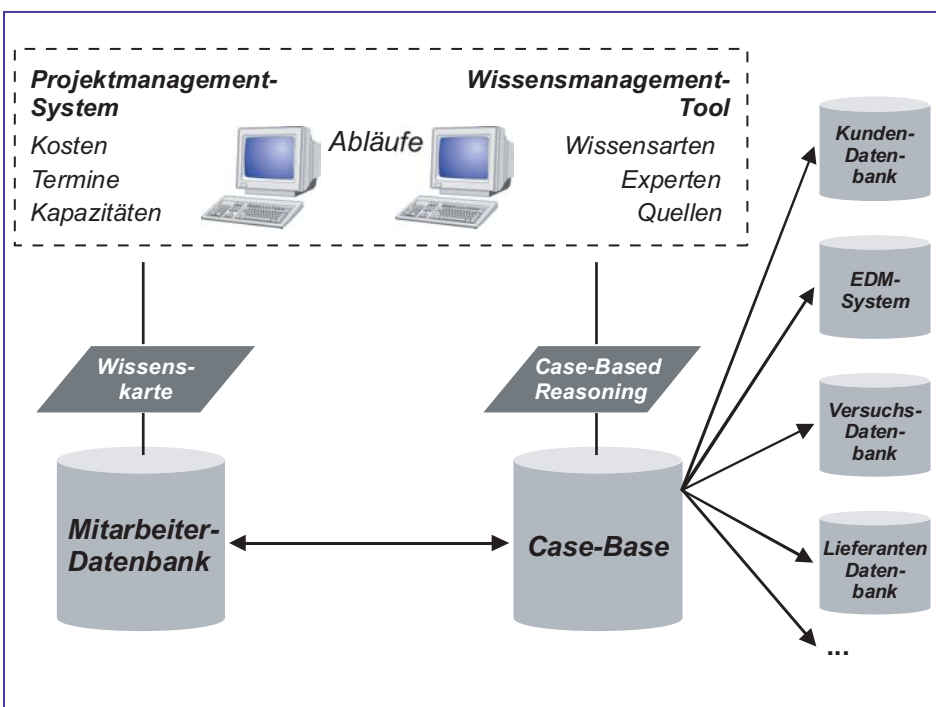 Projektmanagement-
System
Kosten
Termine
Kapazitäten
Abläufe
Wissensmanagement-
Tool
Wissensarten
Experten
Quellen
Wissens-
karte
Case-Based
Reasoning
Mitarbeiter-
Datenbank
Case-Base
Kunden-
Daten-
bank
EDM-
System
Versuchs-
Daten-
bank
Lieferanten
Daten-
bank
...